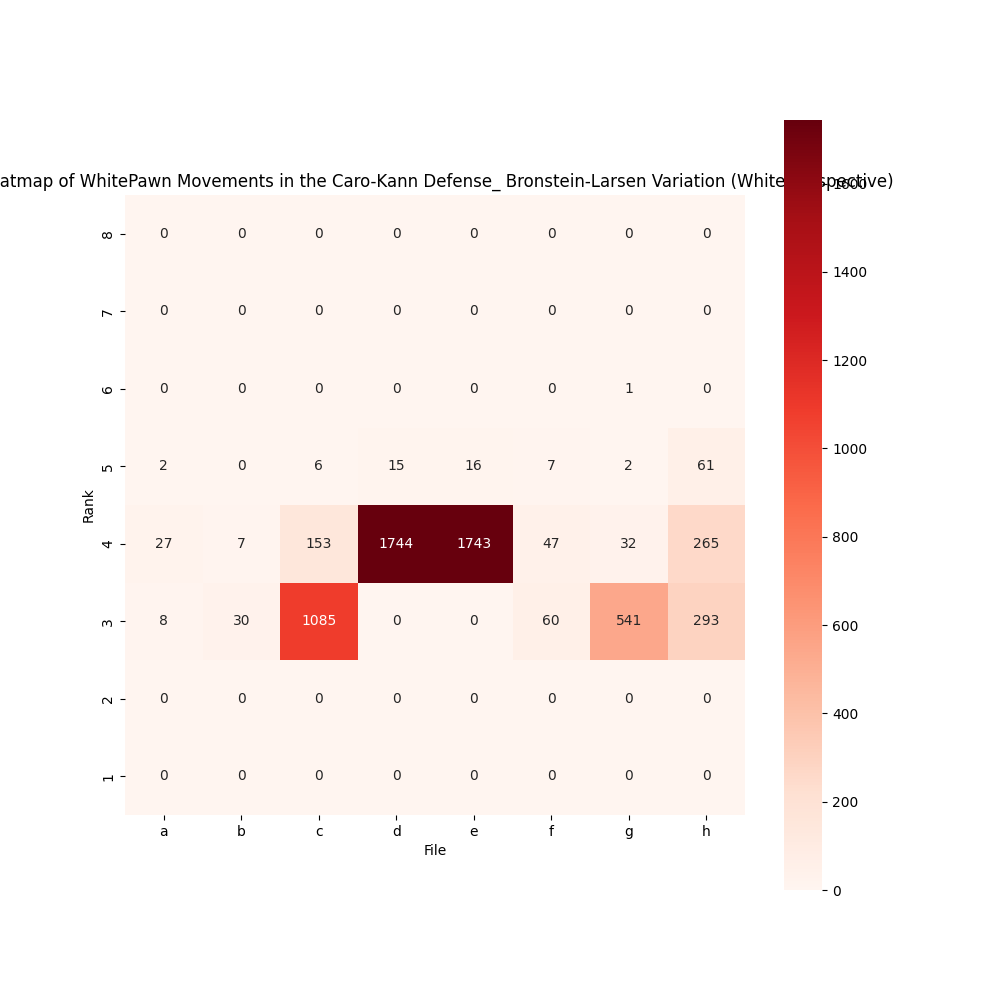 atmap of WhitePawn Movements in the Caro-Kann Defense_ Bronstein-Larsen Variation (White spective)
8 0 0 0 0 0 0 0 0
7 0 0 0 0 0 0 0 0
6 0 0 0 0 0 0 1 0
5 2 0 6 15 16 7 2 61
4 27 7 153 1744 1743 47 32 265
3 8 30 1085 0 0 60 541 293
2 0 0 0 0 0 0 0 0
1 0 0 0 0 0 0 0 0
a b c d e f g h
File
Rank
1600
1400
1200
1000
800
600
400
200
0